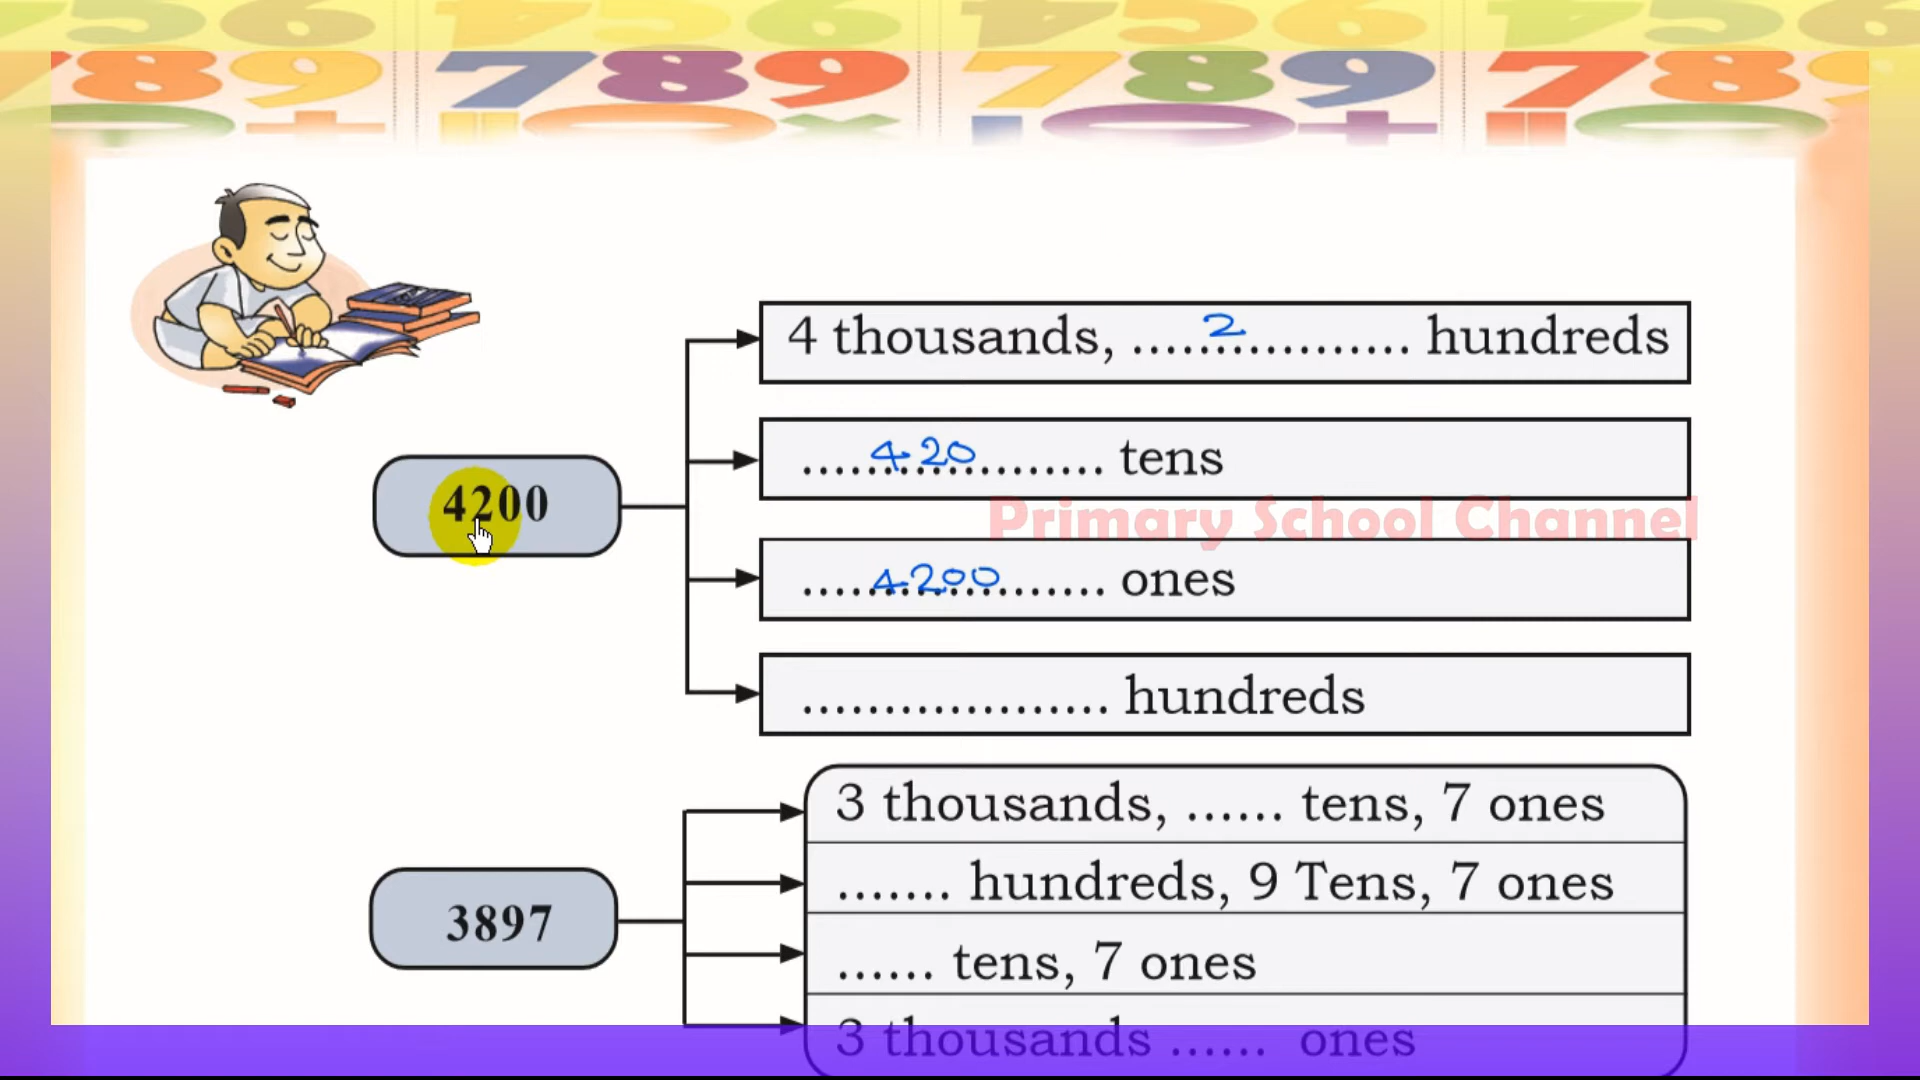 4 thousands, ......2........... hundreds
....420........ tens
4200
Primary School Channel
....4200....... ones
................... hundreds
3 thousands, ...... tens, 7 ones
....... hundreds, 9 Tens, 7 ones
3897
...... tens, 7 ones
3 thousands ...... ones